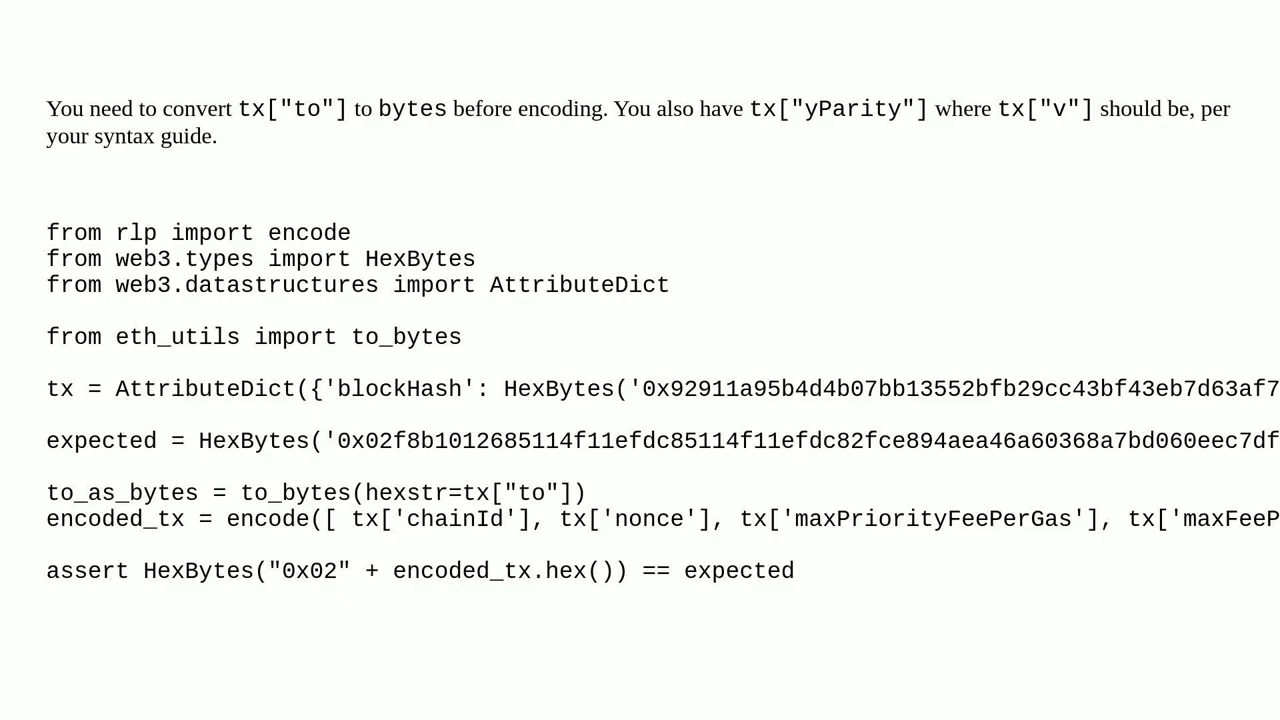 You need to convert tx["to"] to bytes before encoding. You also have tx["yParity"] where tx["v"] should be, per
your syntax guide.
from rlp import encode
from web3.types import HexBytes
from web3.datastructures import AttributeDict
from eth_utils import to_bytes
tx = AttributeDict({'blockHash': HexBytes('0x92911a95b4d4b07bb13552bfb29cc43bf43eb7d63af7
expected = HexBytes('0x02f8b1012685114f11efdc85114f11efdc82fce894aea46a60368a7bd060eec7df
to_as_bytes = to_bytes(hexstr=tx["to"])
encoded_tx = encode([ tx['chainId'], tx['nonce'], tx['maxPriorityFeePerGas'], tx['maxFeeP
assert HexBytes("0x02" + encoded_tx.hex()) == expected